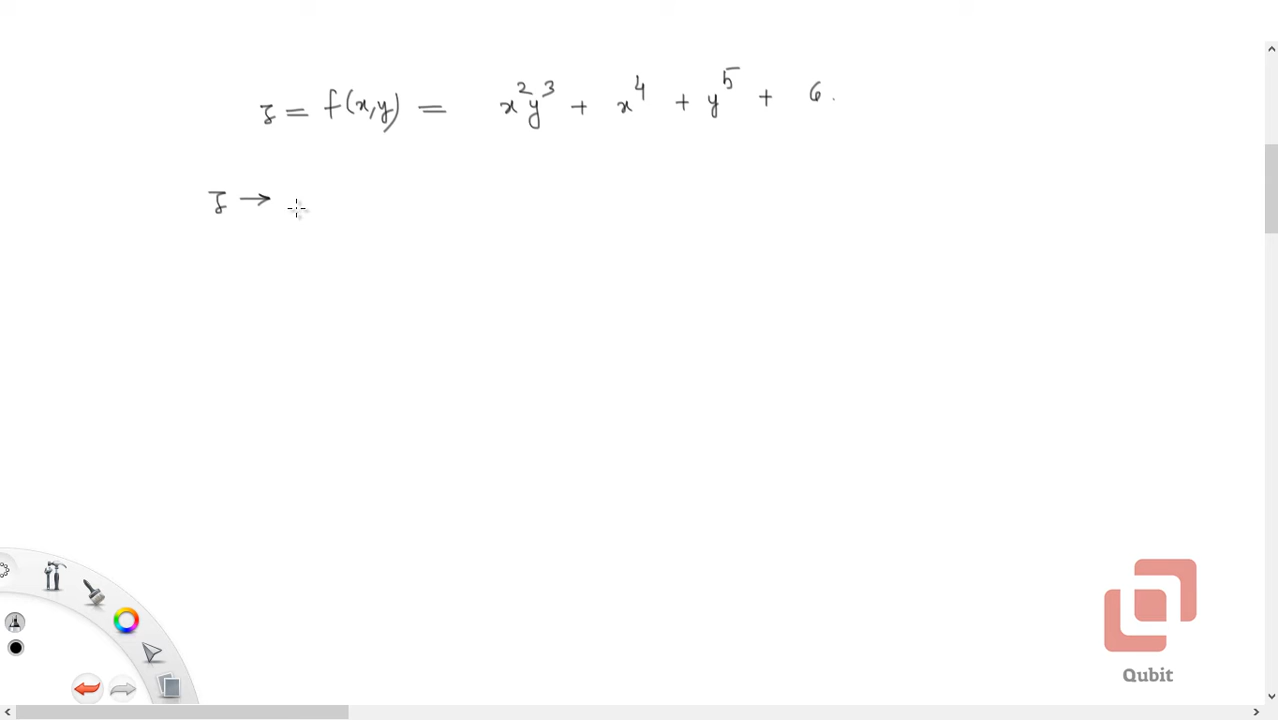 z = f(x,y) = x²y³ + x⁴ + y⁵ + 6.
z →
Qubit